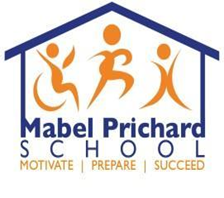 Mabel Prichard
SCHOOL
MOTIVATE | PREPARE | SUCCEED